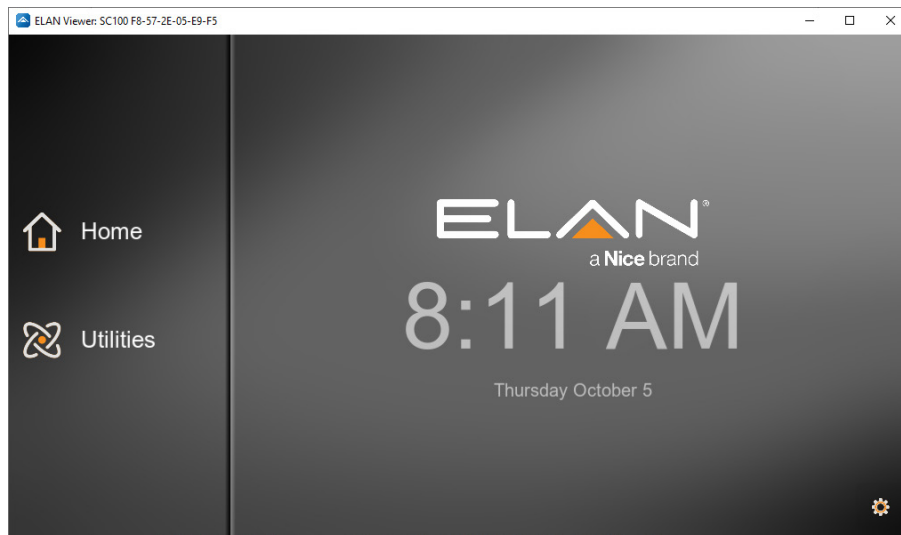 ELAN Viewer: SC100 F8-57-2E-05-E9-F5
Home
Utilities
ELAN®
a Nice brand
8:11 AM
Thursday October 5